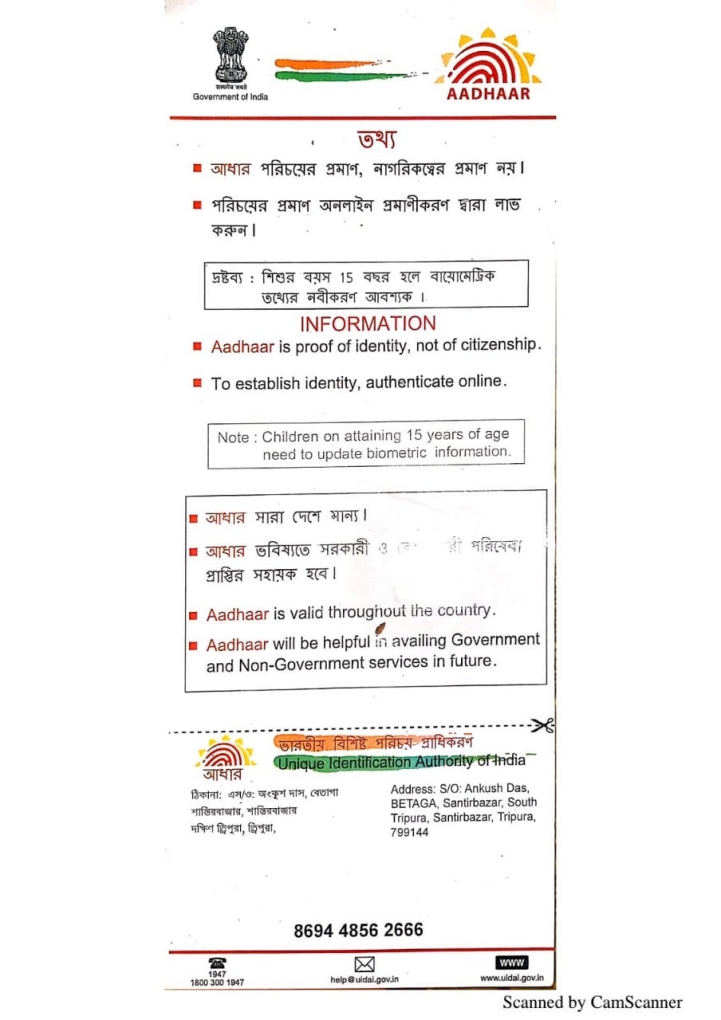 सत्यमेव जयते
Government of India
AADHAAR
তথ্য
আধার পরিচয়ের প্রমাণ, নাগরিকত্বের প্রমাণ নয়।
পরিচয়ের প্রমাণ অনলাইন প্রমাণীকরণ দ্বারা লাভ
করুন।
দ্রষ্টব্য : শিশুর বয়স 15 বছর হলে বায়োমেট্রিক
তথ্যের নবীকরণ আবশ্যক ।
INFORMATION
Aadhaar is proof of identity, not of citizenship.
To establish identity, authenticate online.
Note : Children on attaining 15 years of age
need to update biometric information.
আধার সারা দেশে মান্য।
আধার ভবিষ্যতে সরকারী ও পরিষেবা
প্রাপ্তির সহায়ক হবে।
Aadhaar is valid throughout the country.
Aadhaar will be helpful in availing Government
and Non-Government services in future.
ভারতীয় বিশিষ্ট পরিচয় প্রাধিকরণ
Unique Identification Authority of India
আধার
ঠিকানা: এস/ও: অংকুশ দাস, বেতাগা
শান্তিরবাজার, শান্তিরবাজার
দক্ষিণ ত্রিপুরা, ত্রিপুরা,
Address: S/O: Ankush Das,
BETAGA, Santirbazar, South
Tripura, Santirbazar, Tripura,
799144
8694 4856 2666
1947
1800 300 1947
help@uidai.gov.in
www
www.uidai.gov.in
Scanned by CamScanner